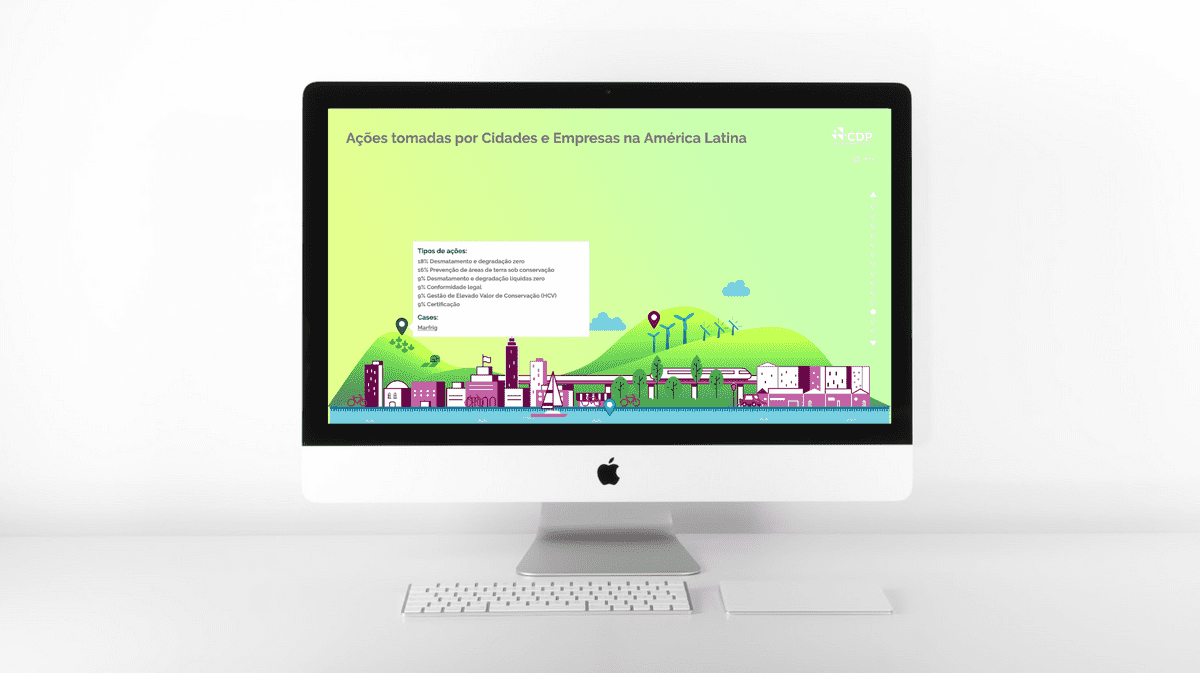 Ações tomadas por Cidades e Empresas na América Latina
CDP
Tipos de ações:
18% Desmatamento e degradação zero
16% Prevenção de áreas de terra sob conservação
9% Desmatamento e degradação líquidas zero
9% Conformidade legal
9% Gestão de Elevado Valor de Conservação (HCV)
9% Certificação
Cases:
Marfrig